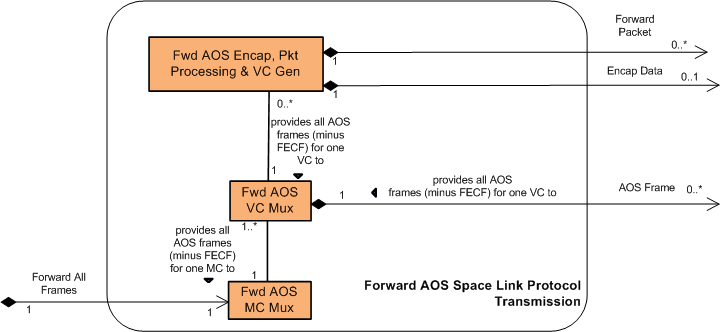 Forward
Packet
1
0..*
Fwd AOS Encap, Pkt
Processing & VC Gen
Encap Data
1
0..1
0..*
provides all AOS
frames (minus
FECF) for one
VC to
1
Fwd AOS
VC Mux
1
provides all AOS
frames (minus FECF) for one VC to
AOS Frame
0..*
1..*
provides all
AOS frames
(minus FECF)
for one MC to
1
Forward All
Frames
1
1
Fwd AOS
MC Mux
Forward AOS Space Link Protocol
Transmission